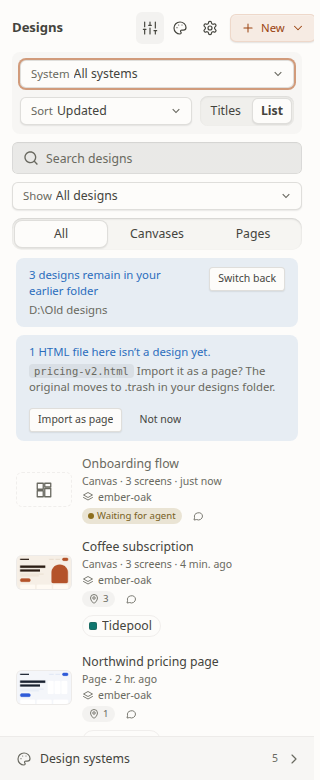 Designs
New
System All systems
Sort Updated
Titles
List
Search designs
Show All designs
All
Canvases
Pages
3 designs remain in your
earlier folder
D:\Old designs
Switch back
1 HTML file here isn't a design yet.
pricing-v2.html Import it as a page? The
original moves to .trash in your designs folder.
Import as page
Not now
Onboarding flow
Canvas · 3 screens · just now
ember-oak
Waiting for agent
Coffee subscription
Canvas · 3 screens · 4 min. ago
ember-oak
3
Tidepool
Northwind pricing page
Page · 2 hr. ago
ember-oak
1
Design systems
5